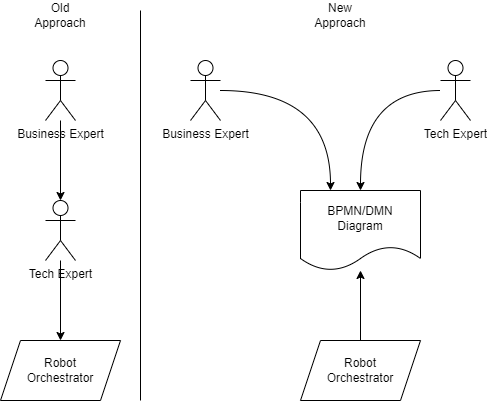 Old
Approach
Business Expert
Tech Expert
Robot
Orchestrator
New
Approach
Business Expert
Tech Expert
BPMN/DMN
Diagram
Robot
Orchestrator